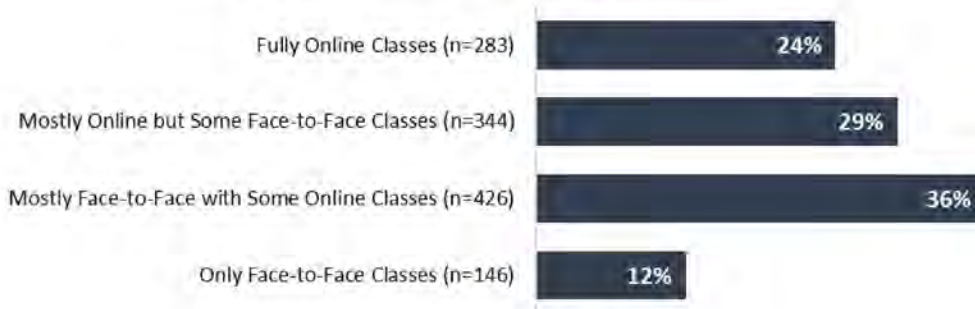 Fully Online Classes (n=283) 24%
Mostly Online but Some Face-to-Face Classes (n=344) 29%
Mostly Face-to-Face with Some Online Classes (n=426) 36%
Only Face-to-Face Classes (n=146) 12%